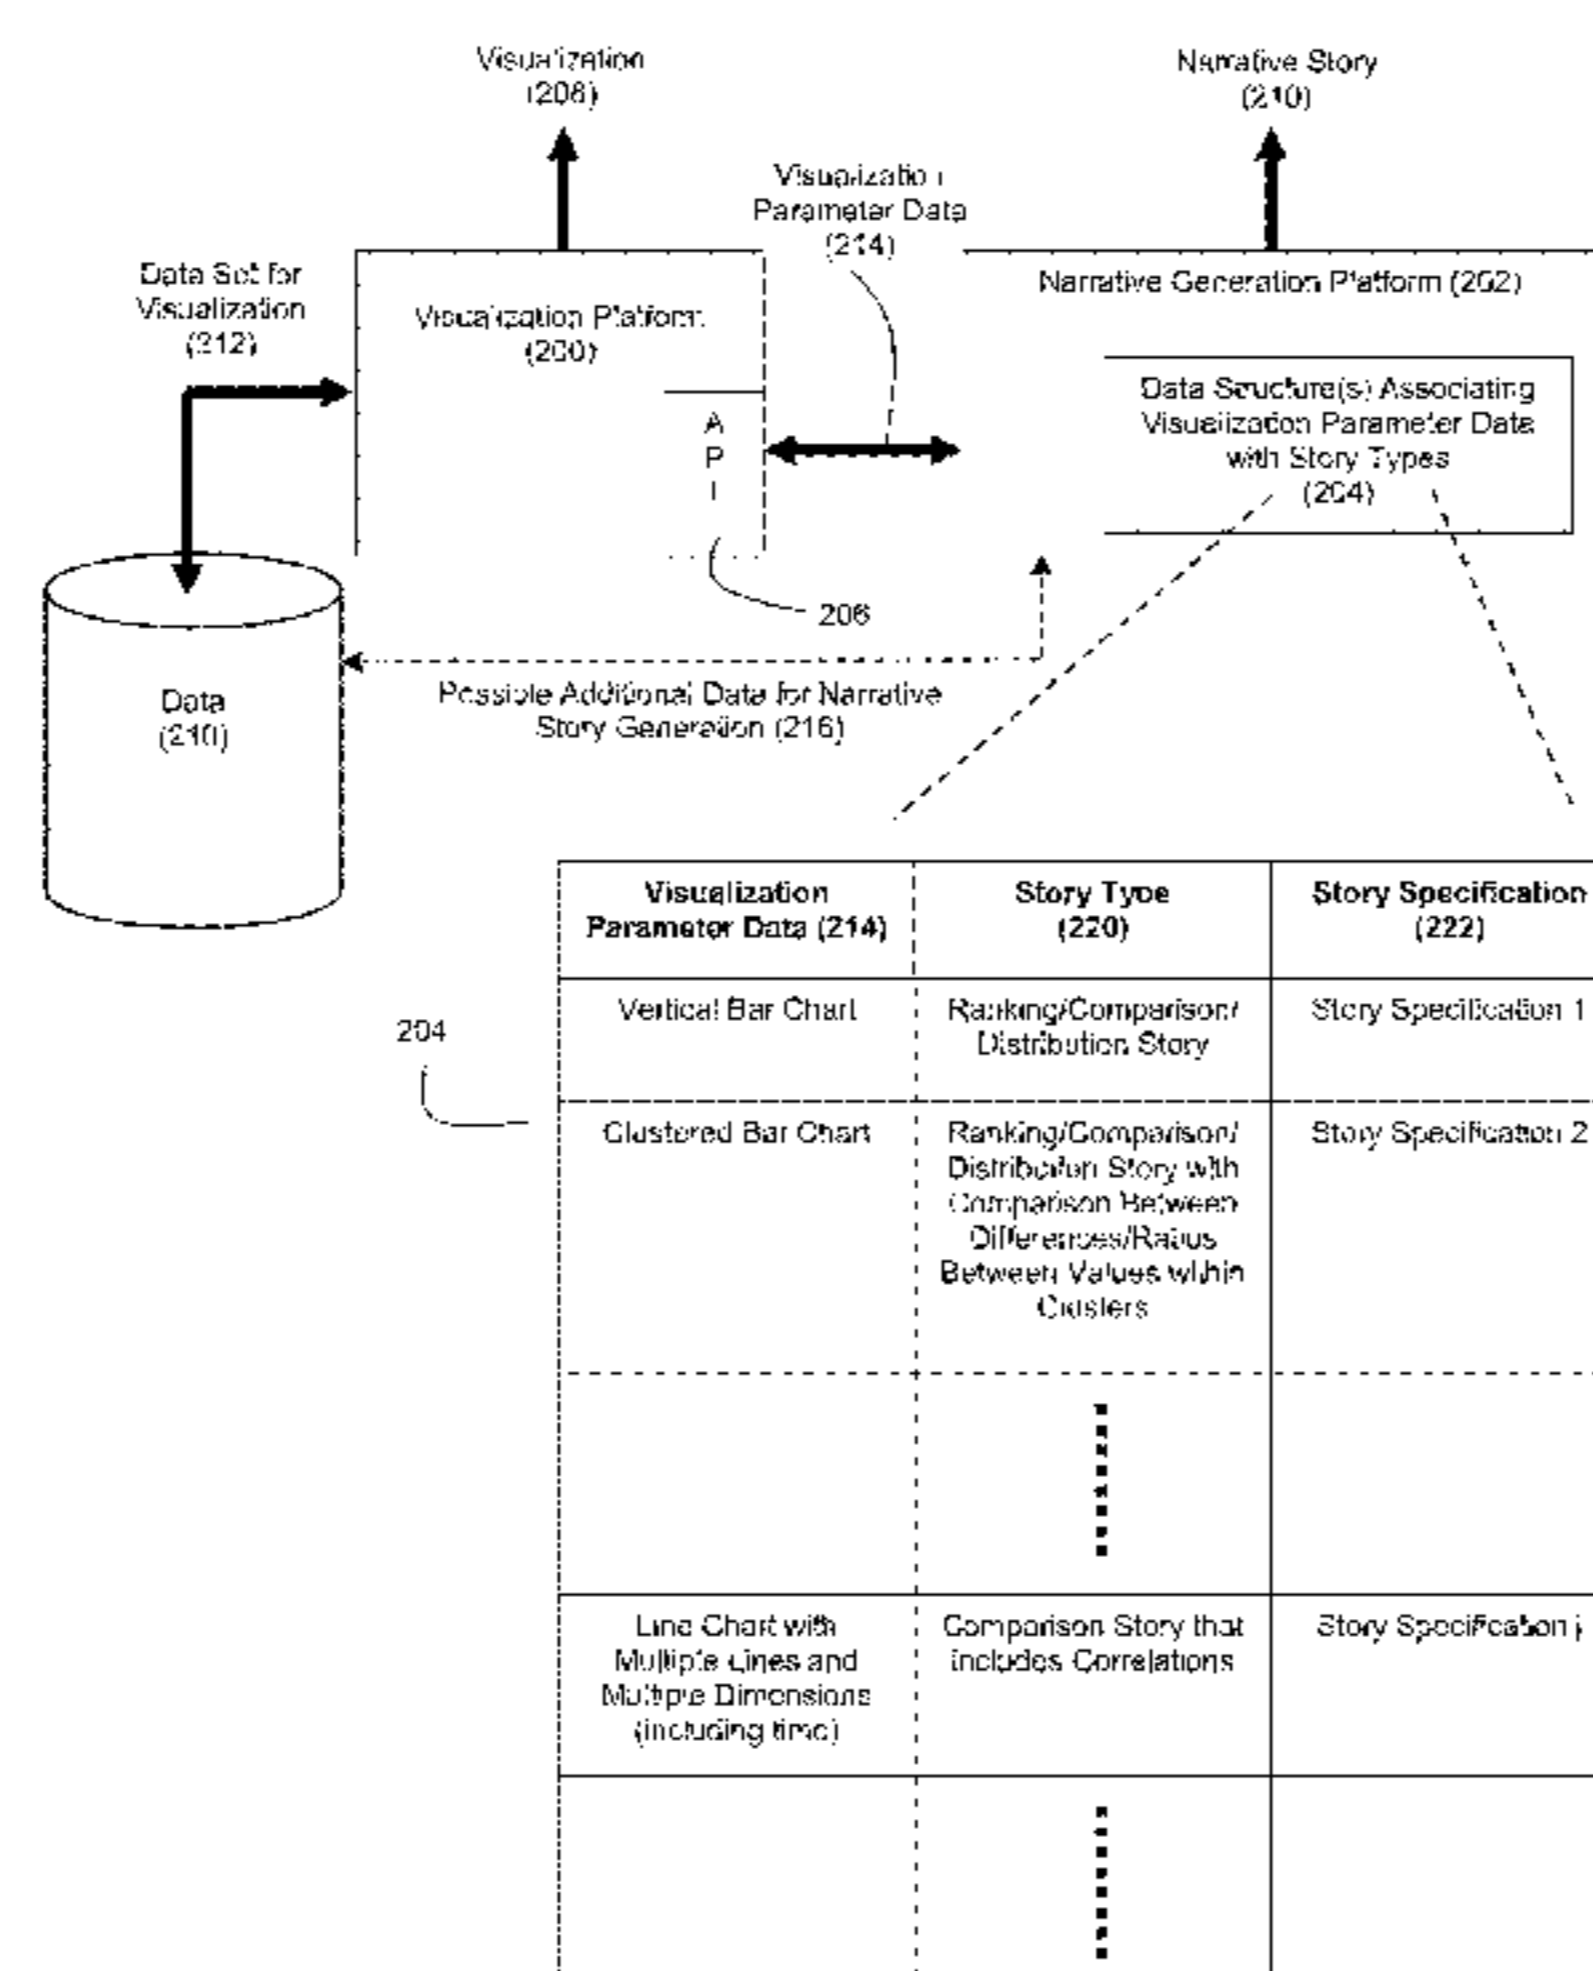 Visualization
(208)
Narrative Story
(210)
Visualization
Parameter Data
(214)
Data Set for
Visualization
(212)
Visualization Platform
(200)
Narrative Generation Platform (202)
Data Structure(s) Associating
Visualization Parameter Data
with Story Types
(204)
A
P
I
206
Data
(210)
Possible Additional Data for Narrative
Story Generation (216)
Visualization
Parameter Data (214)
Story Type
(220)
Story Specification
(222)
204
Vertical Bar Chart
Ranking/Comparison/
Distribution Story
Story Specification 1
Clustered Bar Chart
Ranking/Comparison/
Distribution Story with
Comparison Between
Differences/Ratios
Between Values within
Clusters
Story Specification 2
Line Chart with
Multiple Lines and
Multiple Dimensions
(including time)
Comparison Story that
includes Correlations
Story Specification j